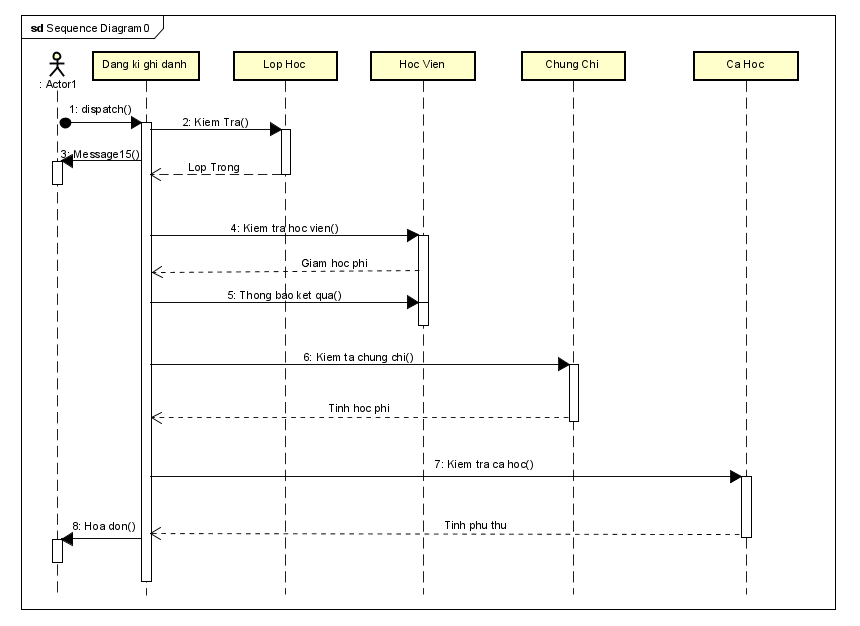 sd Sequence Diagram0
: Actor1
Dang ki ghi danh
Lop Hoc
Hoc Vien
Chung Chi
Ca Hoc
1: dispatch()
2: Kiem Tra()
3: Message15()
Lop Trong
4: Kiem tra hoc vien()
Giam hoc phi
5: Thong bao ket qua()
6: Kiem ta chung chi()
Tinh hoc phi
7: Kiem tra ca hoc()
8: Hoa don()
Tinh phu thu